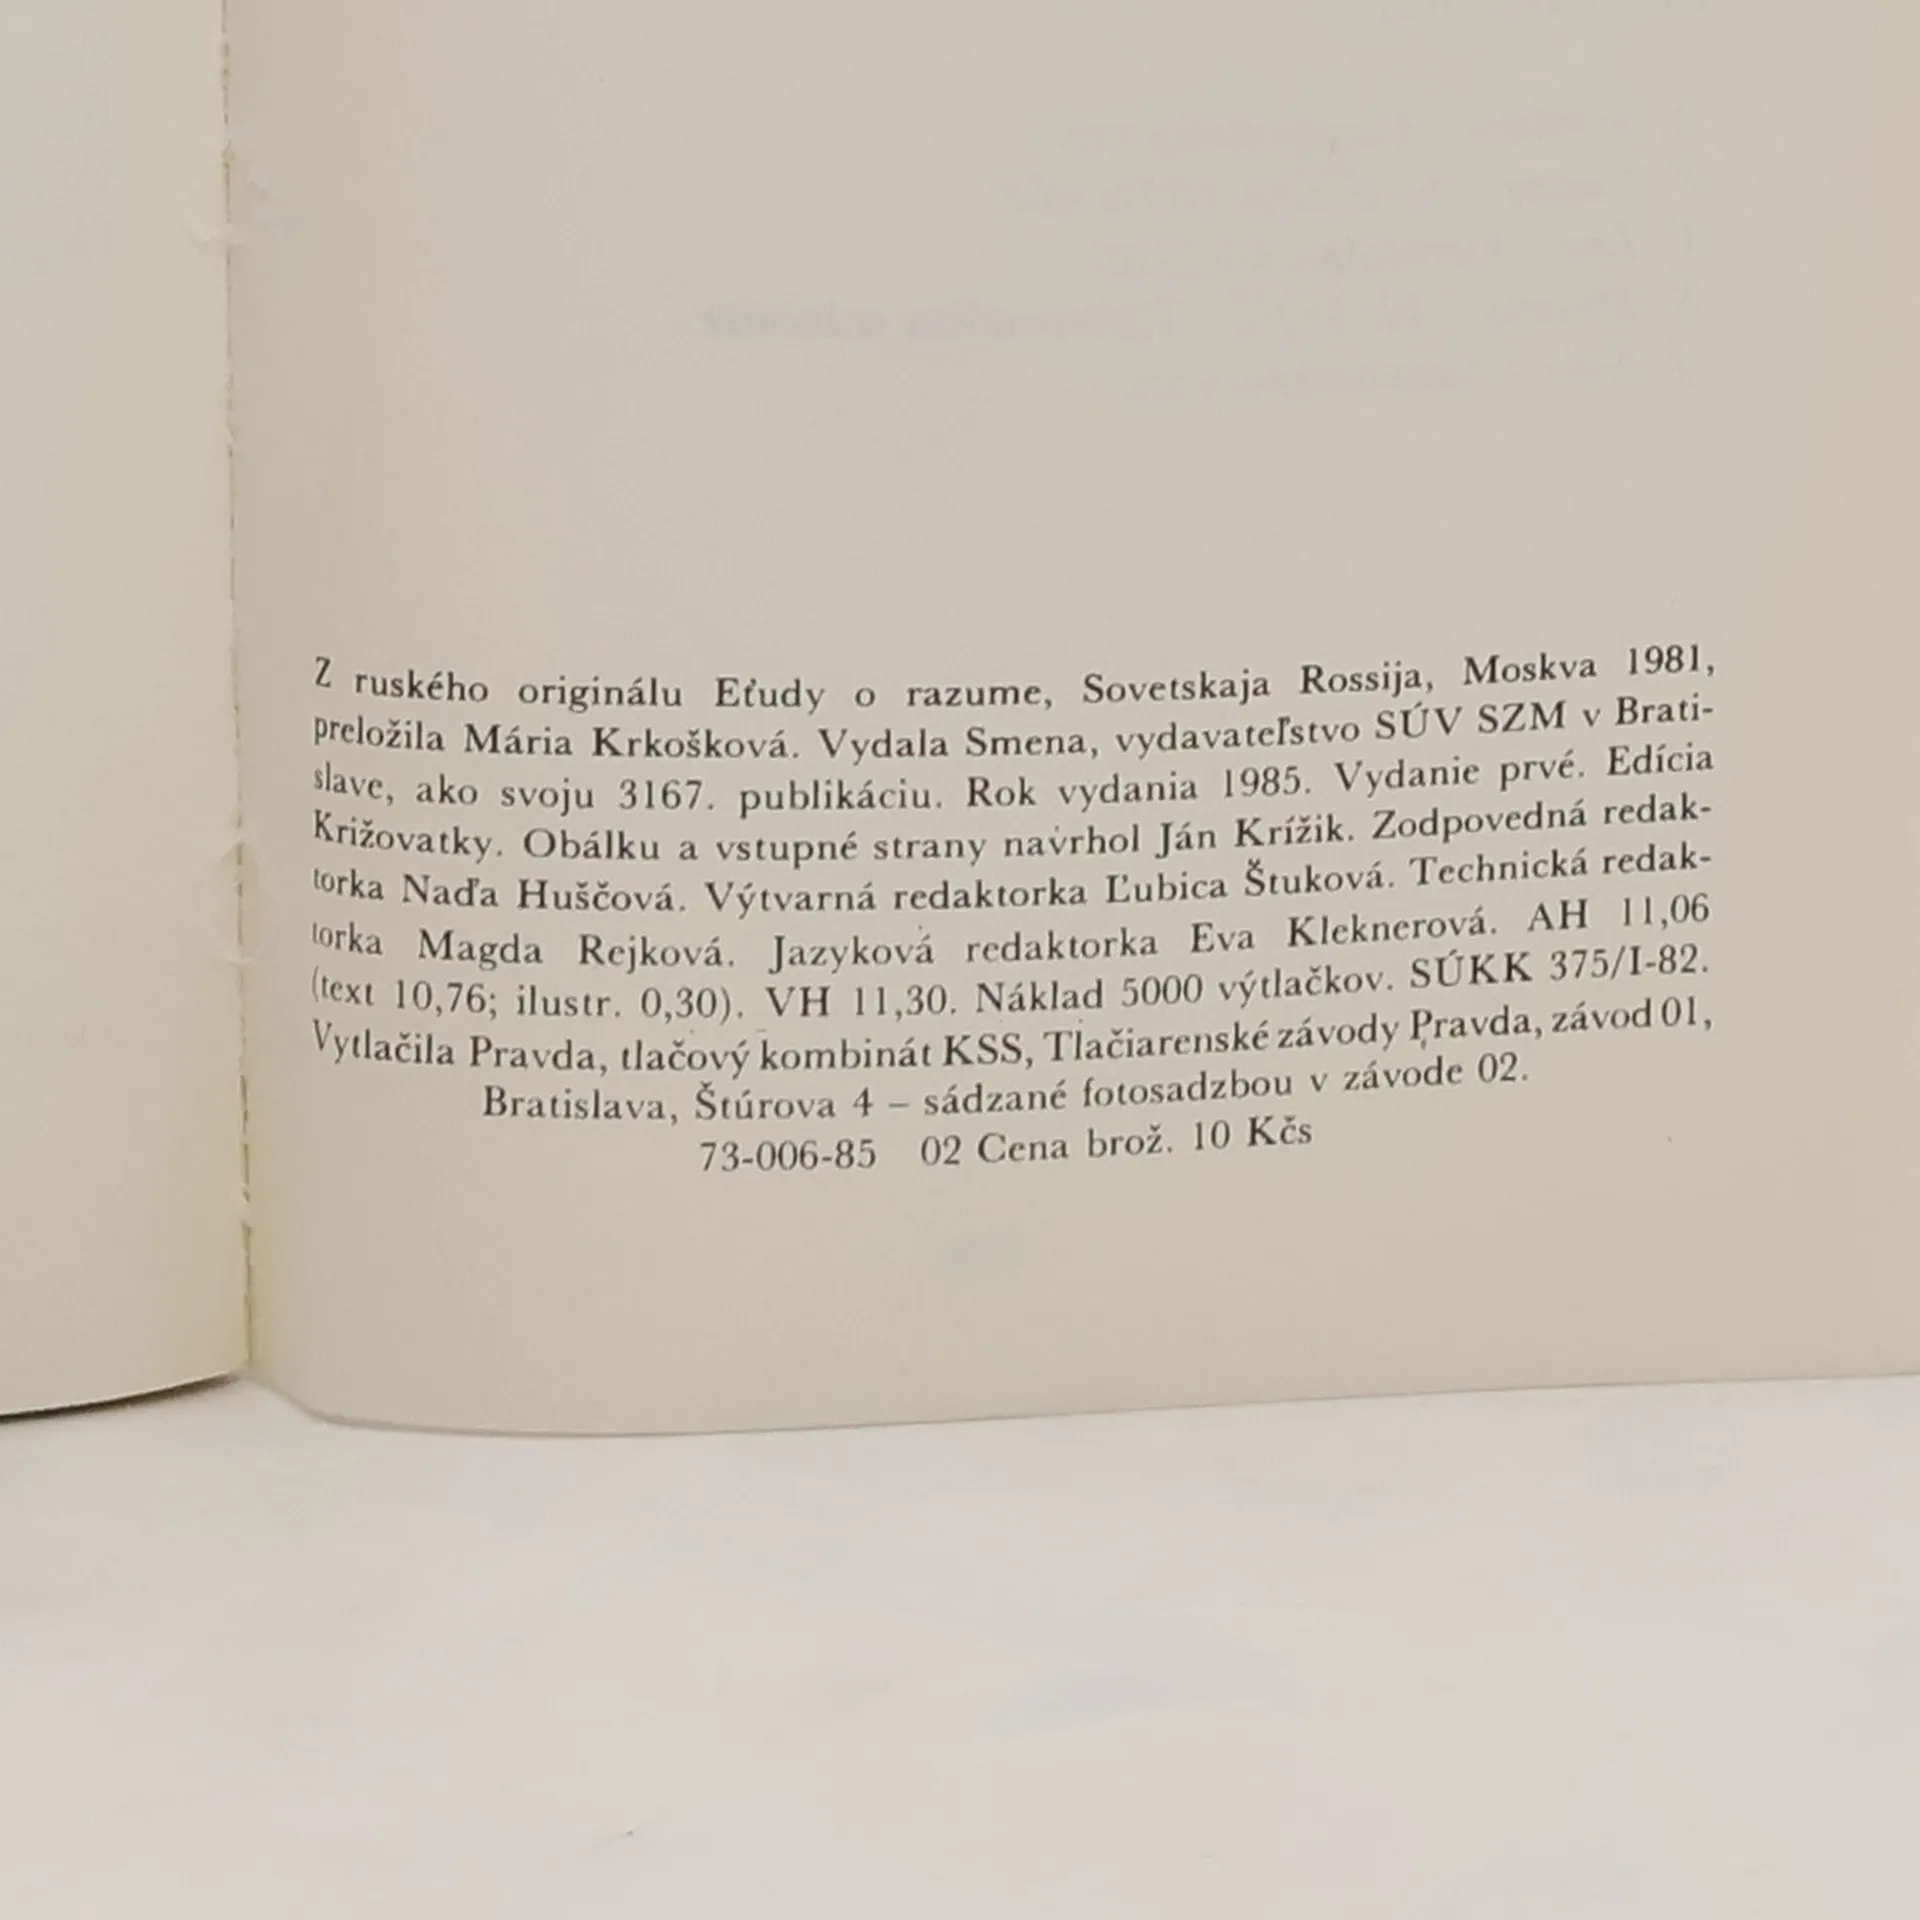 Z ruského originálu Eťudy o razume, Sovetskaja Rossija, Moskva 1981,
preložila Mária Krkošková. Vydala Smena, vydavateľstvo SÚV SZM v Brati-
slave, ako svoju 3167. publikáciu. Rok vydania 1985. Vydanie prvé. Edícia
Križovatky. Obálku a vstupné strany navrhol Ján Krížik. Zodpovedná redak-
torka Naďa Huščová. Výtvarná redaktorka Ľubica Štuková. Technická redak-
torka Magda Rejková. Jazyková redaktorka Eva Kleknerová. AH 11,06
(text 10,76; ilustr. 0,30). VH 11,30. Náklad 5000 výtlačkov. SÚKK 375/I-82.
Vytlačila Pravda, tlačový kombinát KSS, Tlačiarenské závody Pravda, závod 01,
Bratislava, Štúrova 4 – sádzané fotosadzbou v závode 02.
73-006-85 02 Cena brož. 10 Kčs